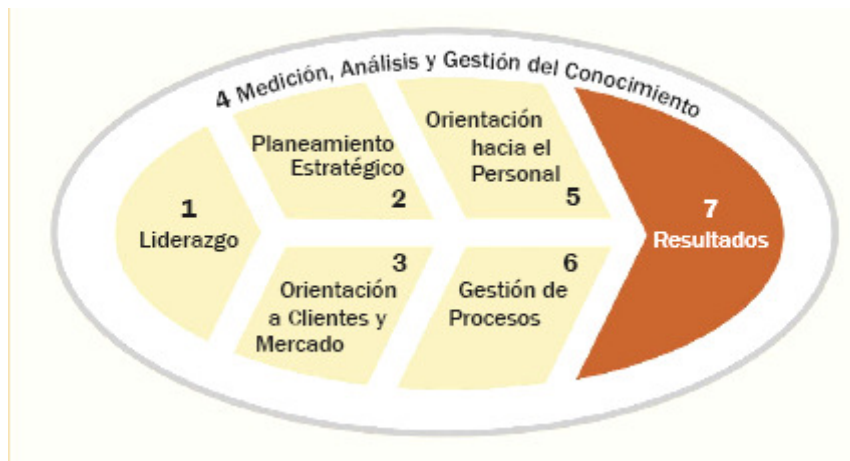 4 Medición, Análisis y Gestión del Conocimiento
1
Liderazgo
Planeamiento
Estratégico
2
3
Orientación
a Clientes y
Mercado
Orientación
hacia el
Personal
5
6
Gestión de
Procesos
7
Resultados